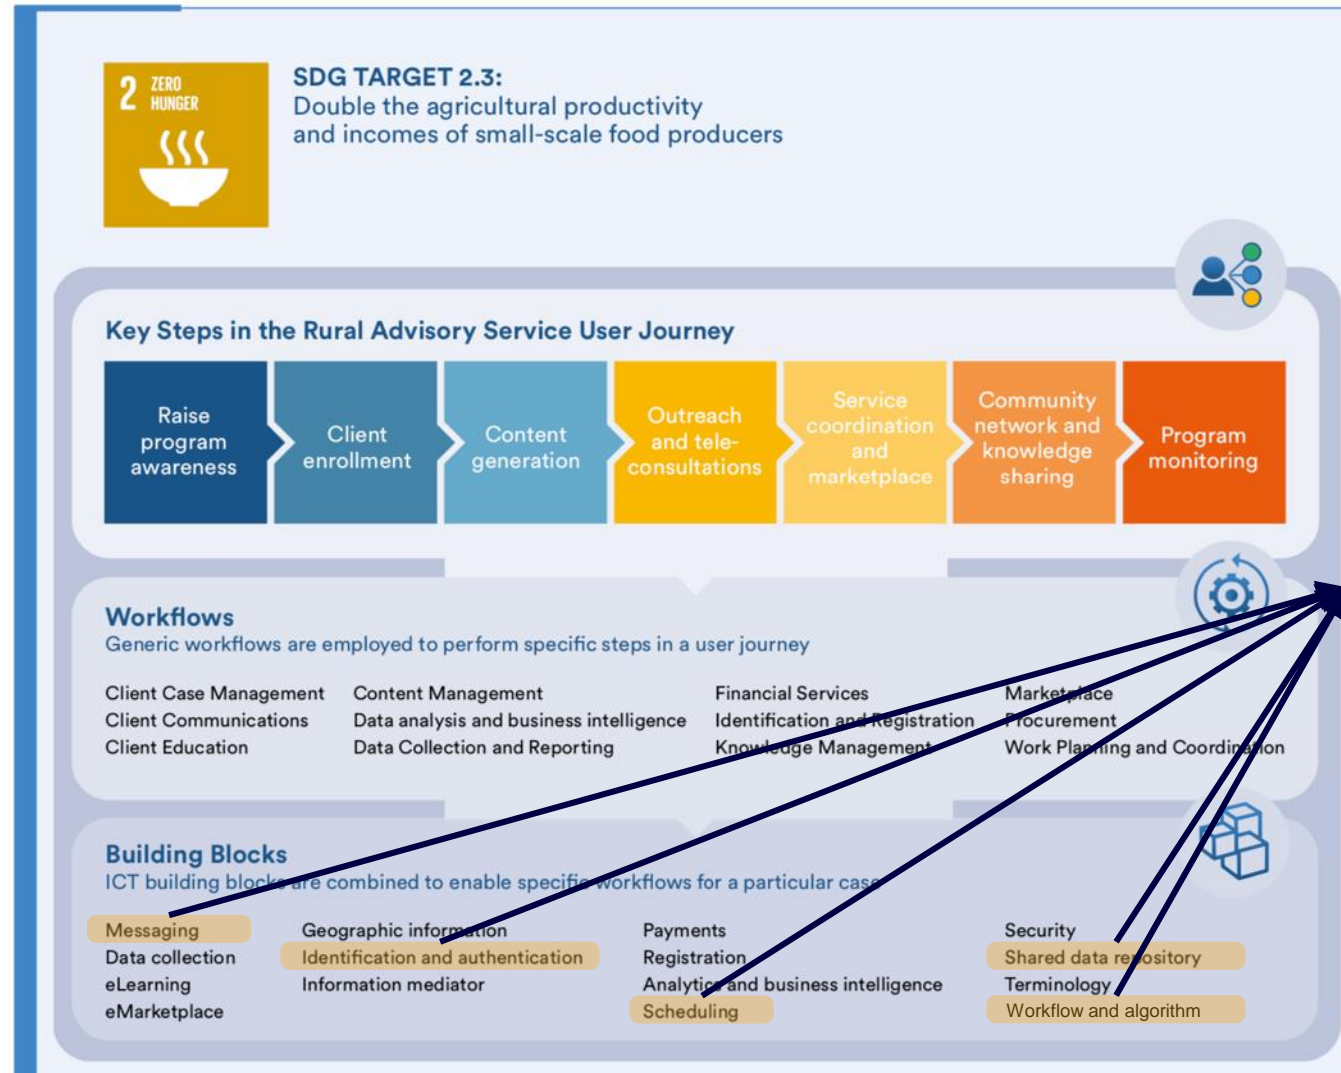 2 ZERO
HUNGER
SDG TARGET 2.3:
Double the agricultural productivity
and incomes of small-scale food producers
Key Steps in the Rural Advisory Service User Journey
Raise
program
awareness
Client
enrollment
Content
generation
Outreach
and tele-
consultations
Service
coordination
and
marketplace
Community
network and
knowledge
sharing
Program
monitoring
Workflows
Generic workflows are employed to perform specific steps in a user journey
Client Case Management
Client Communications
Client Education
Content Management
Data analysis and business intelligence
Data Collection and Reporting
Financial Services
Identification and Registration
Knowledge Management
Marketplace
Procurement
Work Planning and Coordination
Building Blocks
ICT building blocks are combined to enable specific workflows for a particular case
Messaging
Data collection
eLearning
eMarketplace
Geographic information
Identification and authentication
Information mediator
Payments
Registration
Analytics and business intelligence
Scheduling
Security
Shared data repository
Terminology
Workflow and algorithm